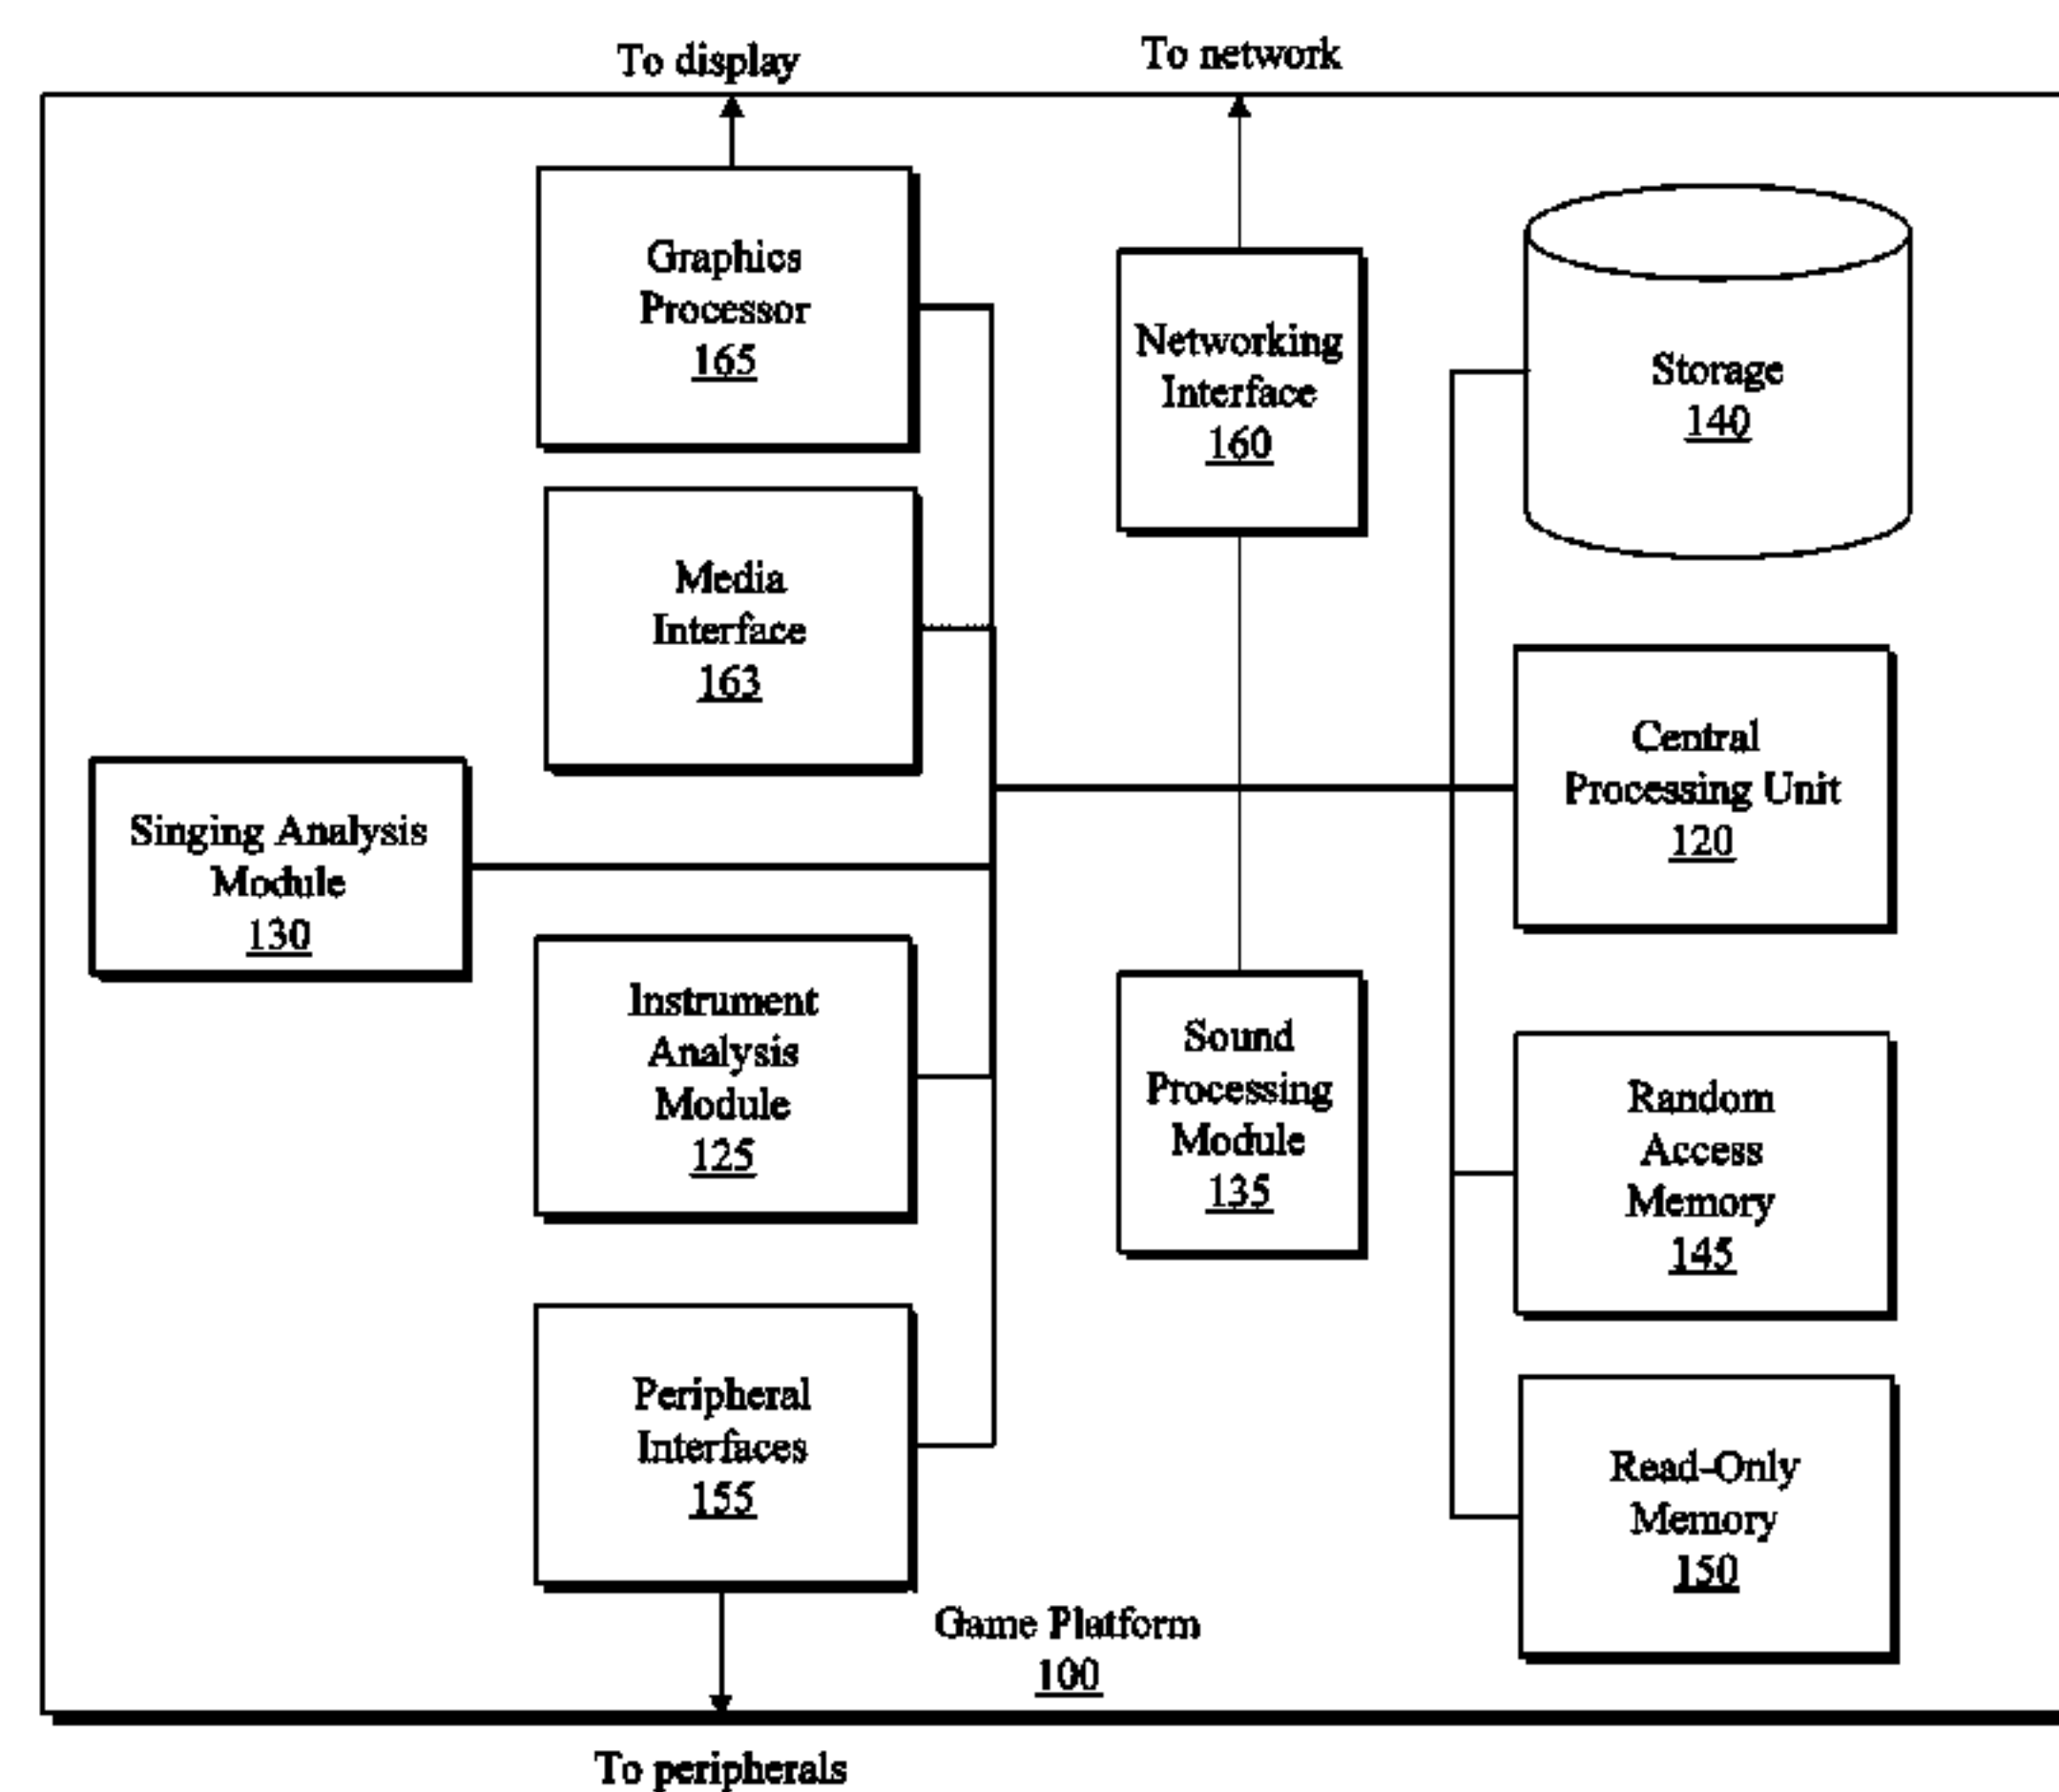 To display
To network
Graphics
Processor
165
Networking
Interface
160
Storage
140
Media
Interface
163
Central
Processing Unit
120
Singing Analysis
Module
130
Instrument
Analysis
Module
125
Sound
Processing
Module
135
Random
Access
Memory
145
Peripheral
Interfaces
155
Read-Only
Memory
150
Game Platform
100
To peripherals